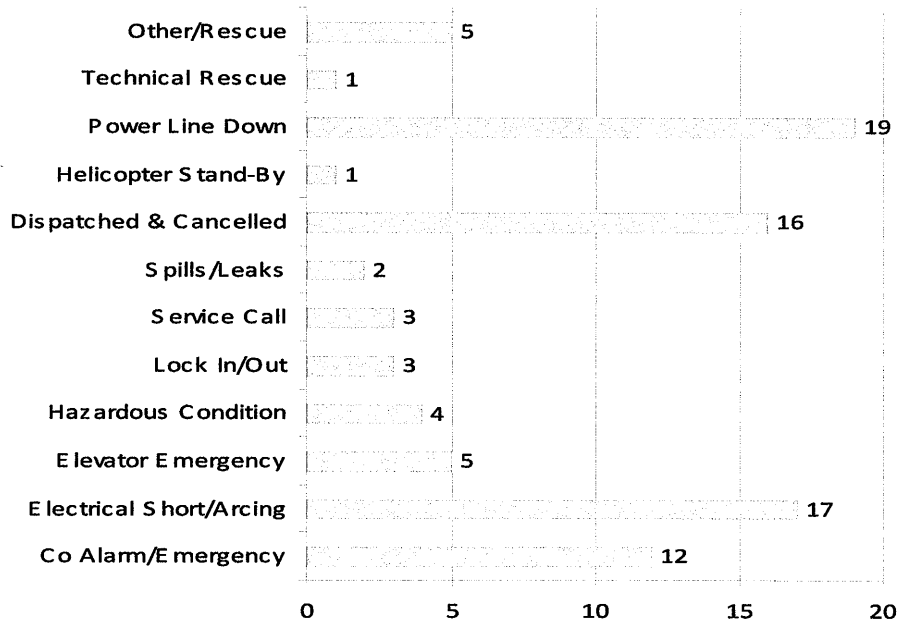 Other/Rescue 5
Technical Rescue 1
Power Line Down 19
Helicopter Stand-By 1
Dispatched & Cancelled 16
Spills/Leaks 2
Service Call 3
Lock In/Out 3
Hazardous Condition 4
Elevator Emergency 5
Electrical Short/Arcing 17
Co Alarm/Emergency 12
0 5 10 15 20